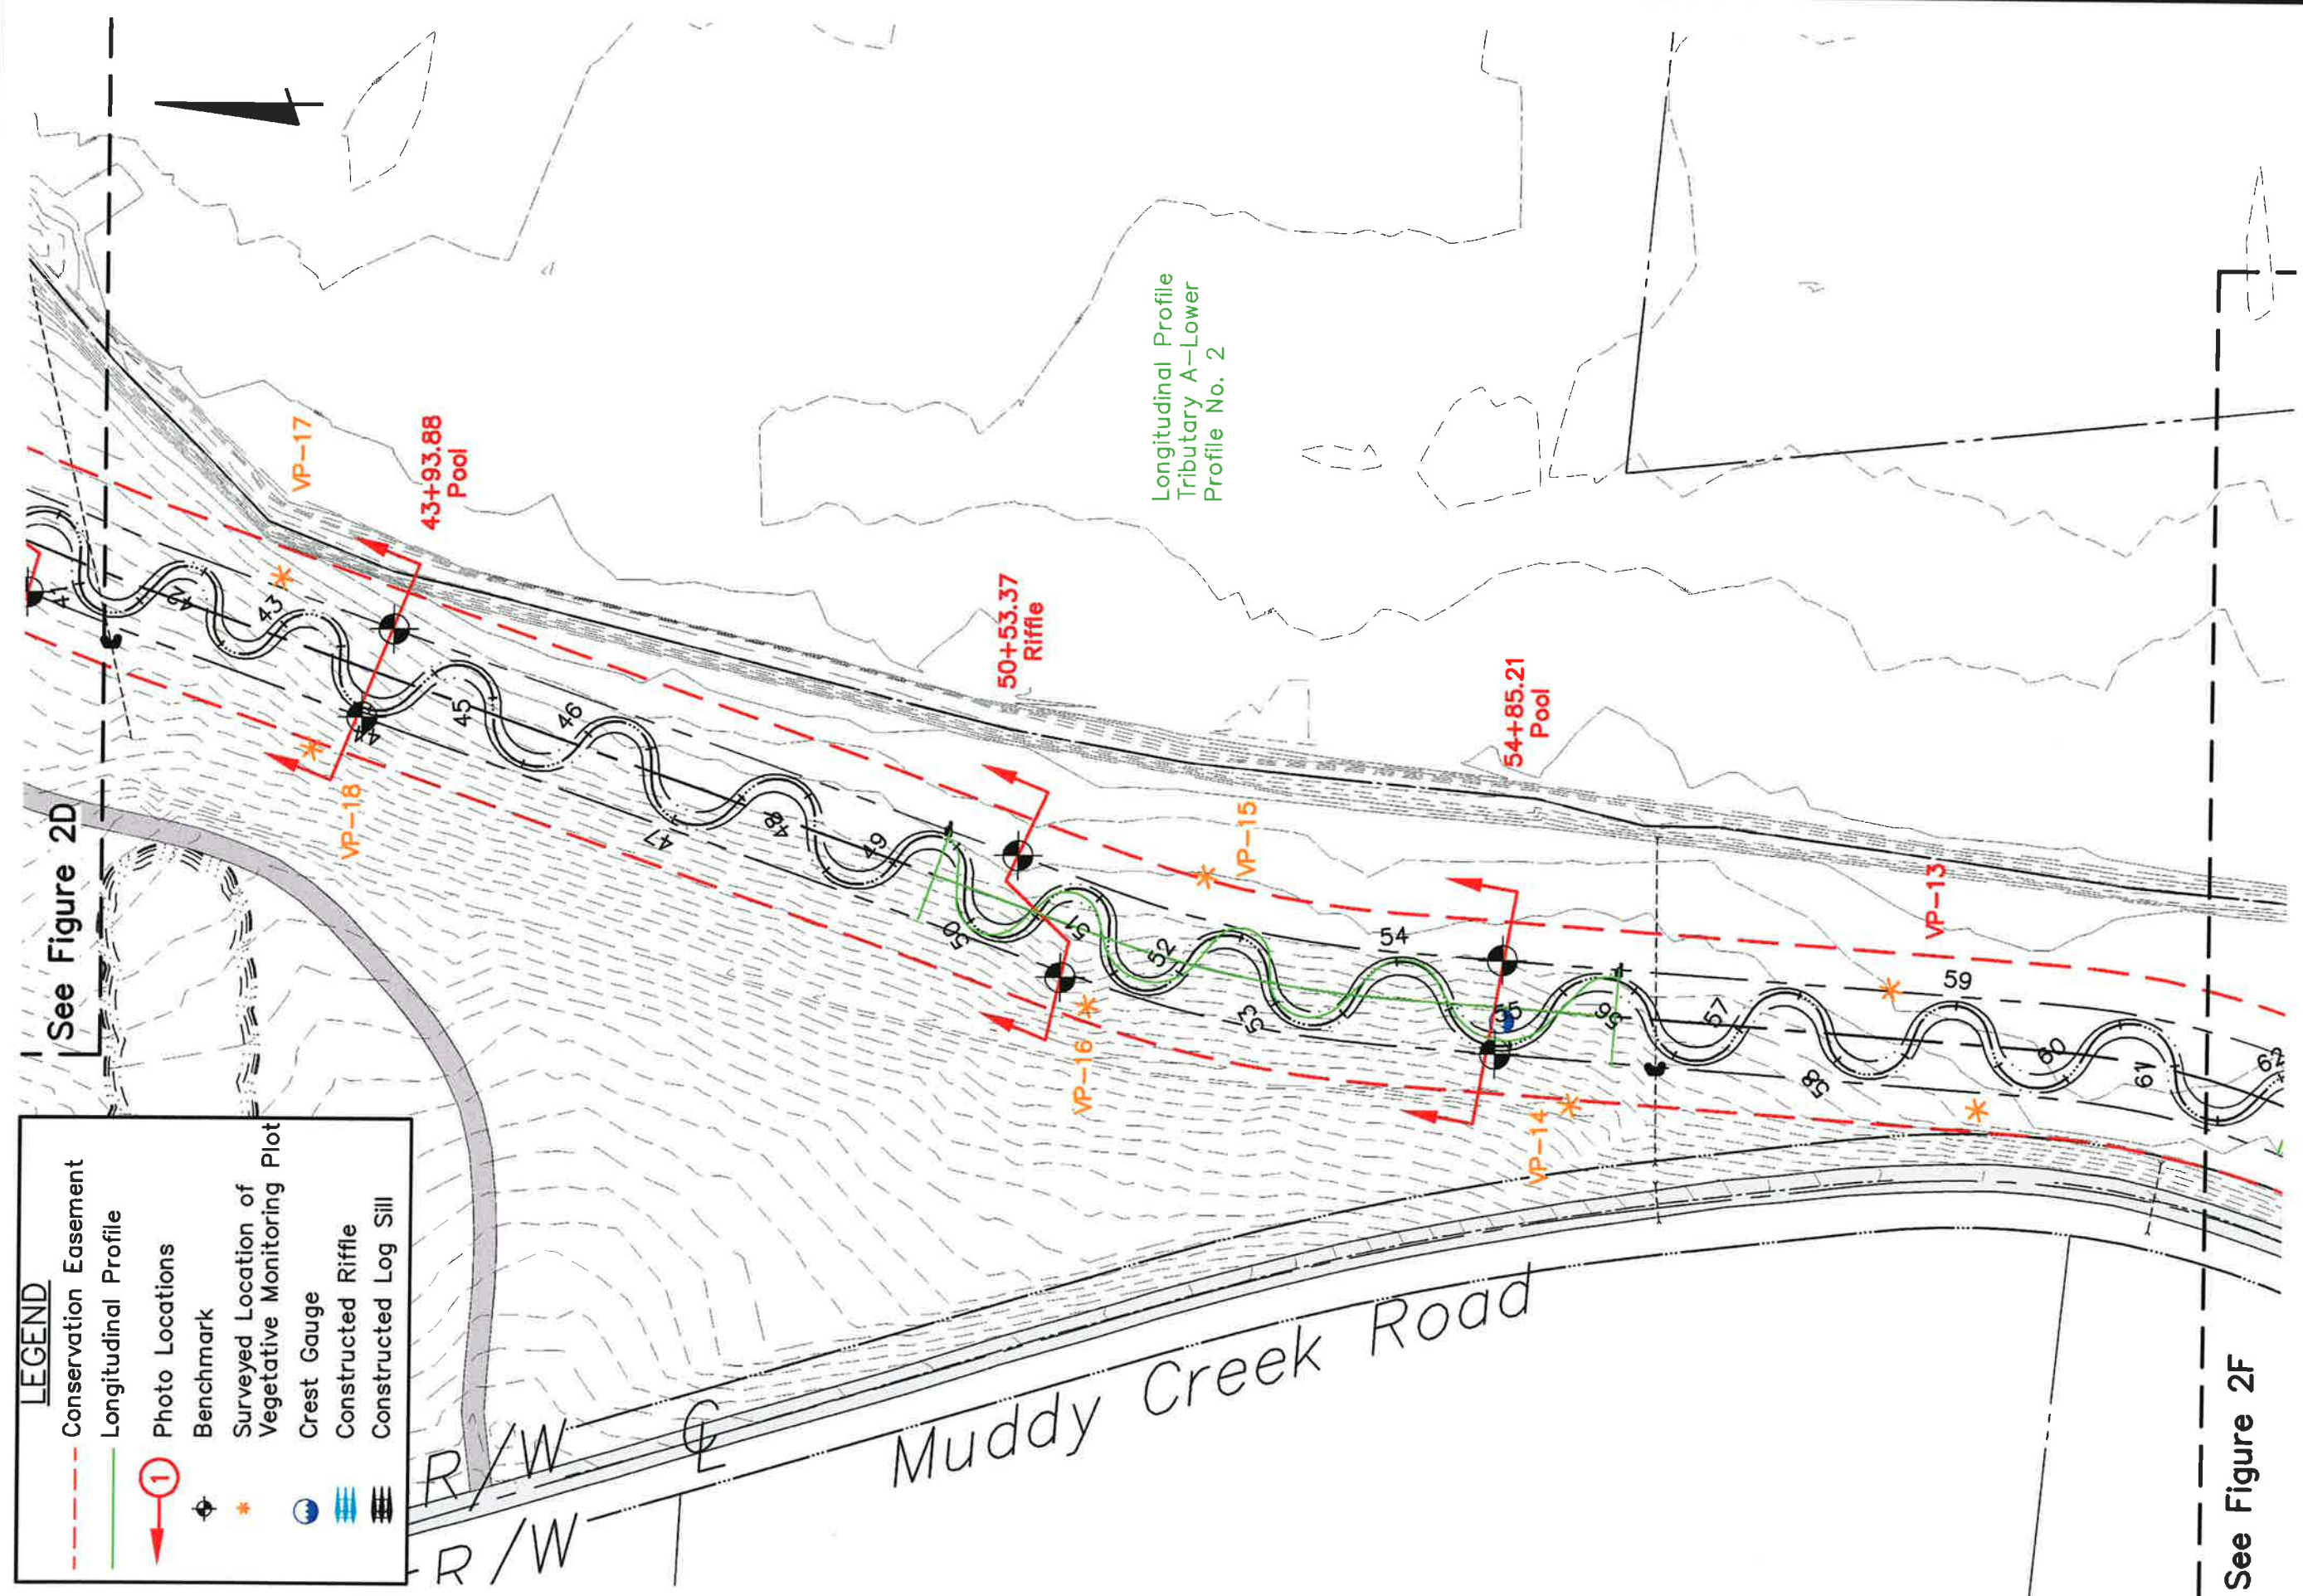 LEGEND
Conservation Easement
Longitudinal Profile
1
Photo Locations
Benchmark
Surveyed Location of
Vegetative Monitoring Plot
Crest Gauge
Constructed Riffle
Constructed Log Sill
See Figure 2D
VP-17
43+93.88
Pool
VP-18
50+53.37
Riffle
VP-15
VP-16
Longitudinal Profile
Tributary A-Lower
Profile No. 2
54+85.21
Pool
VP-14
VP-13
41
42
43
44
45
46
47
48
49
50
51
52
53
54
55
56
57
58
59
60
61
62
R/W
CL
R/W
Muddy Creek Road
See Figure 2F